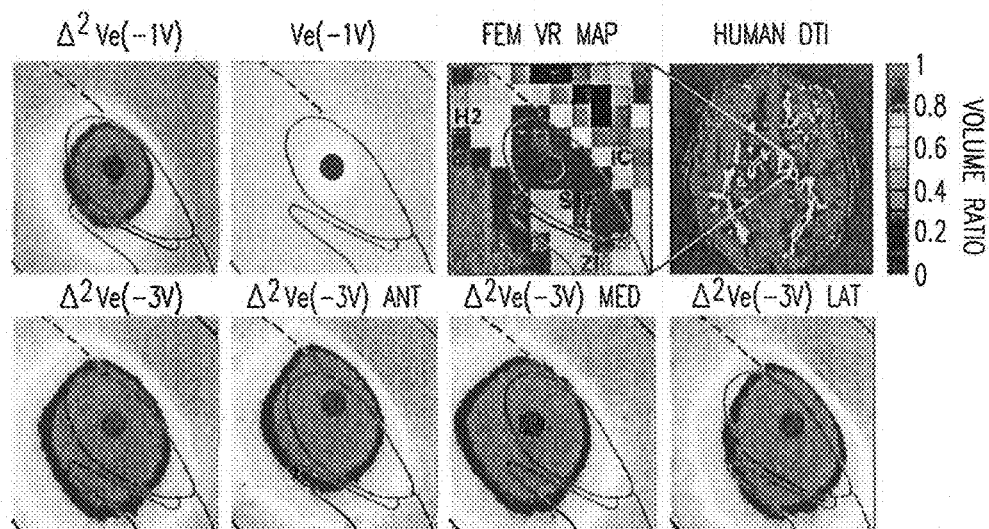 Δ²Ve(-1V)
Ve(-1V)
FEM VR MAP
HUMAN DTI
H2
IC
ZI
1
0.8
0.6
0.4
0.2
0
VOLUME RATIO
Δ²Ve(-3V)
Δ²Ve(-3V) ANT
Δ²Ve(-3V) MED
Δ²Ve(-3V) LAT